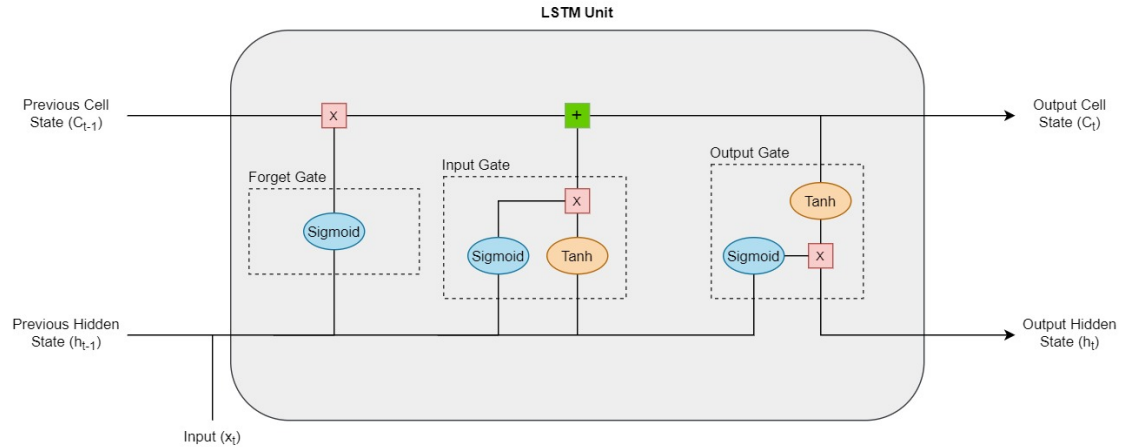 LSTM Unit
Previous Cell
State (Cₜ₋₁)
X
+
Output Cell
State (Cₜ)
Forget Gate
Sigmoid
Input Gate
X
Sigmoid
Tanh
Output Gate
Tanh
Sigmoid
X
Previous Hidden
State (hₜ₋₁)
Output Hidden
State (hₜ)
Input (xₜ)